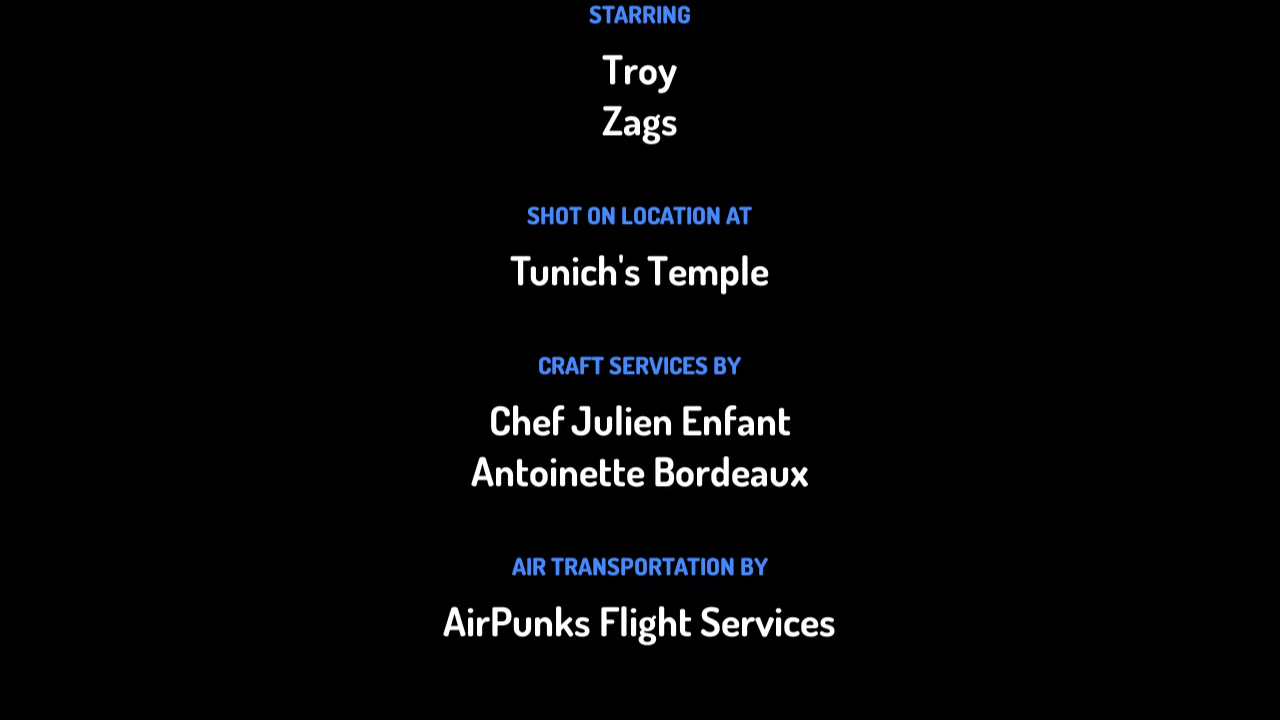 STARRING
Troy
Zags
SHOT ON LOCATION AT
Tunich's Temple
CRAFT SERVICES BY
Chef Julien Enfant
Antoinette Bordeaux
AIR TRANSPORTATION BY
AirPunks Flight Services